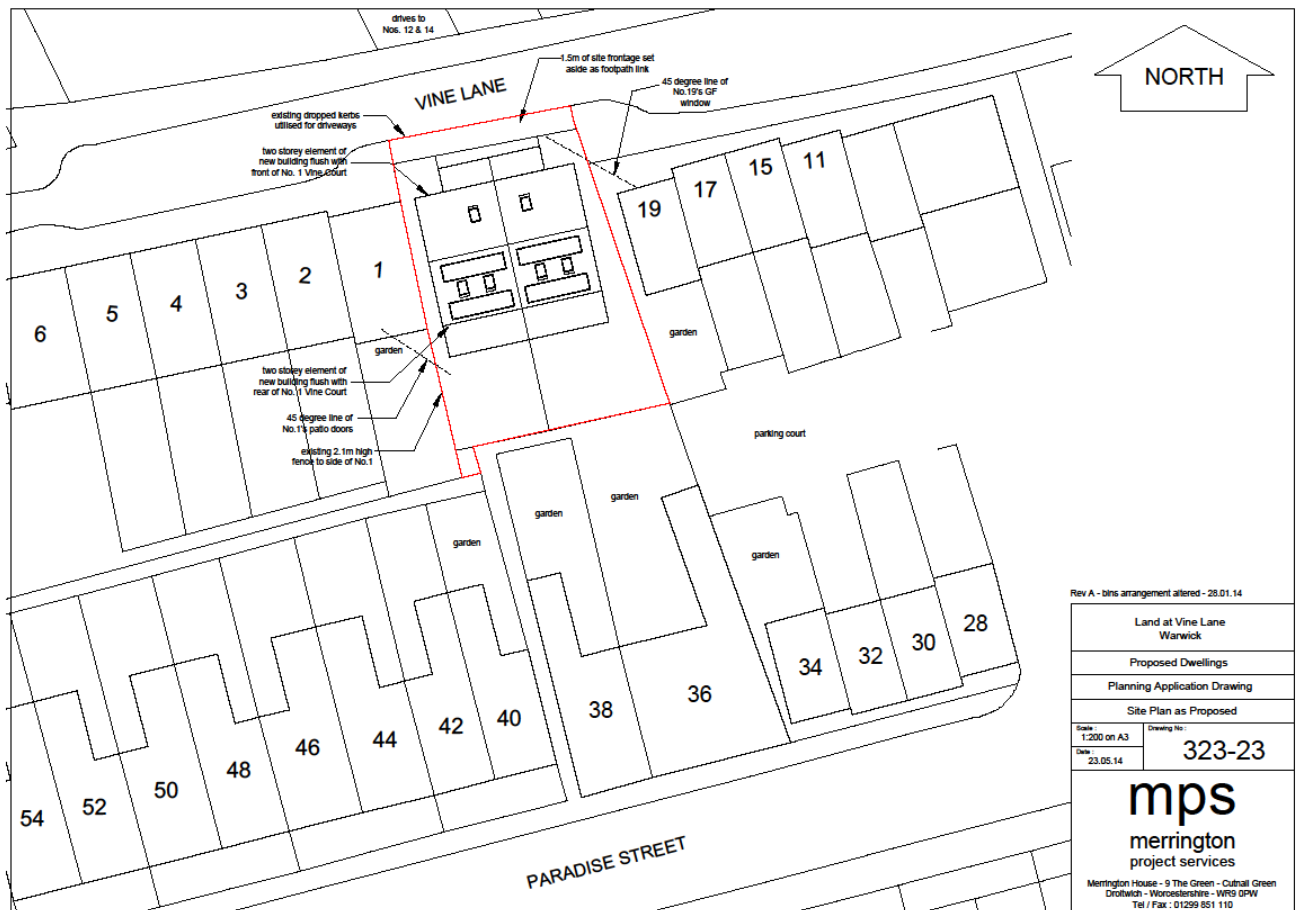 drives to
Nos. 12 & 14
VINE LANE
1.5m of site frontage set
aside as footpath link
45 degree line of
No.19's GF
window
NORTH
existing dropped kerbs
utilised for driveways
two storey element of
new building flush with
front of No. 1 Vine Court
19
17
15
11
6
5
4
3
2
1
garden
garden
two storey element of
new building flush with
rear of No. 1 Vine Court
45 degree line of
No.1's patio doors
existing 2.1m high
fence to side of No.1
parking court
garden
garden
garden
garden
54
52
50
48
46
44
42
40
38
36
34
32
30
28
PARADISE STREET
Rev A - bins arrangement altered - 28.01.14
Land at Vine Lane
Warwick
Proposed Dwellings
Planning Application Drawing
Site Plan as Proposed
Scale :
1:200 on A3
Date :
23.05.14
Drawing No :
323-23
mps
merrington
project services
Merrington House - 9 The Green - Cutnall Green
Droitwich - Worcestershire - WR9 0PW
Tel / Fax : 01299 851 110